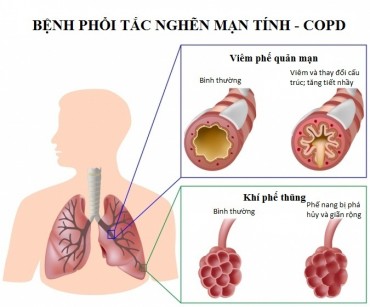 BỆNH PHỔI TẮC NGHẼN MẠN TÍNH - COPD
Viêm phế quản mạn
Bình thường
Viêm và thay đổi cấu
trúc; tăng tiết nhầy
Khí phế thũng
Bình thường
Phế nang bị phá
hủy và giãn rộng